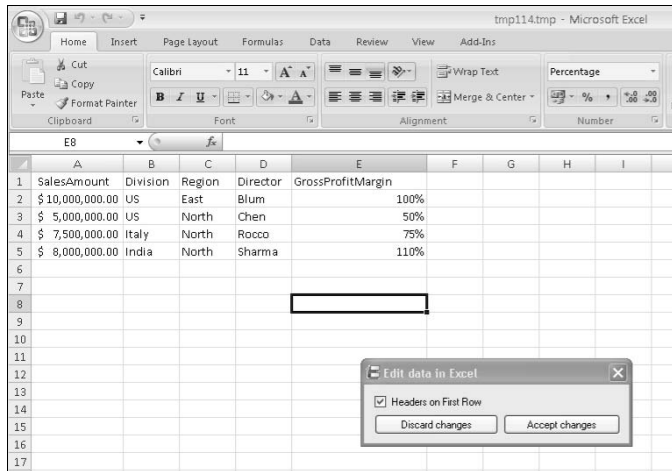 tmp114.tmp - Microsoft Excel
Home Insert Page Layout Formulas Data Review View Add-Ins
Paste
Cut
Copy
Format Painter
Clipboard
Calibri 11 A A
B I U A
Font
Wrap Text
Merge & Center
Alignment
Percentage
% , .00 .0
Number
E8 fx
A B C D E F G H I
1 SalesAmount Division Region Director GrossProfitMargin
2 $ 10,000,000.00 US East Blum 100%
3 $ 5,000,000.00 US North Chen 50%
4 $ 7,500,000.00 Italy North Rocco 75%
5 $ 8,000,000.00 India North Sharma 110%
6
7
8
9
10
11
12
13
14
15
16
17
Edit data in Excel
Headers on First Row
Discard changes Accept changes